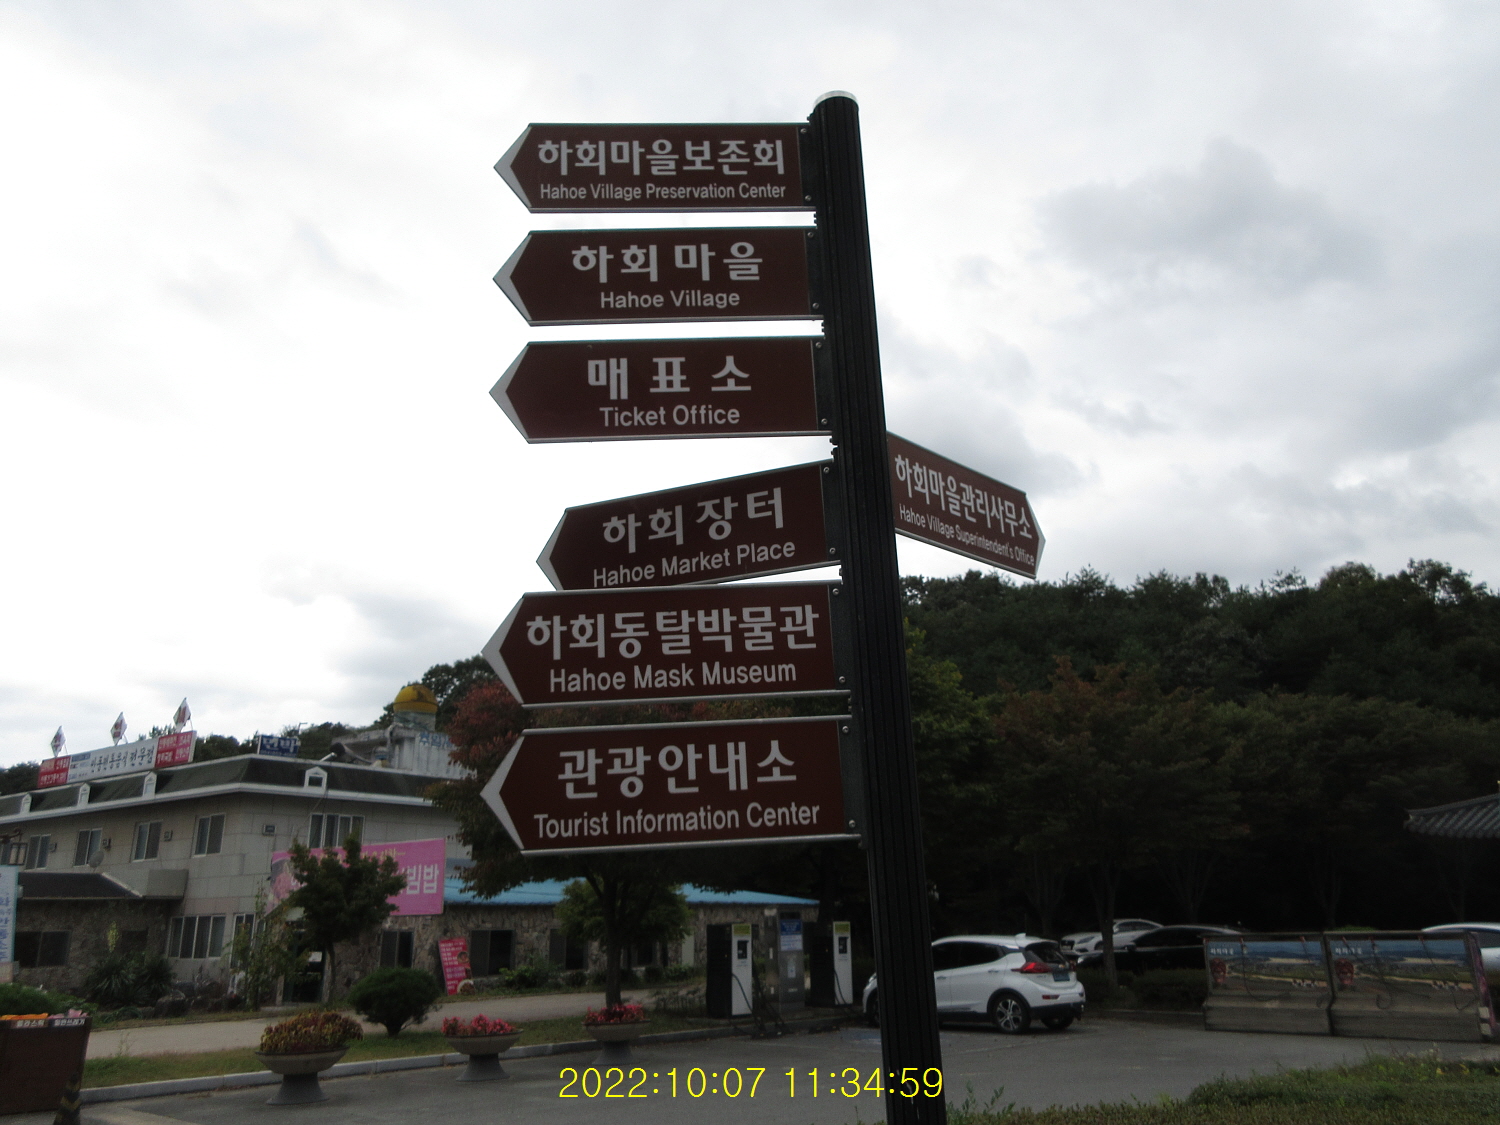 하회마을보존회
Hahoe Village Preservation Center
하회마을
Hahoe Village
매표소
Ticket Office
하회마을관리사무소
Hahoe Village Superintendent's Office
하회장터
Hahoe Market Place
하회동탈박물관
Hahoe Mask Museum
관광안내소
Tourist Information Center
빔밥
2022:10:07 11:34:59